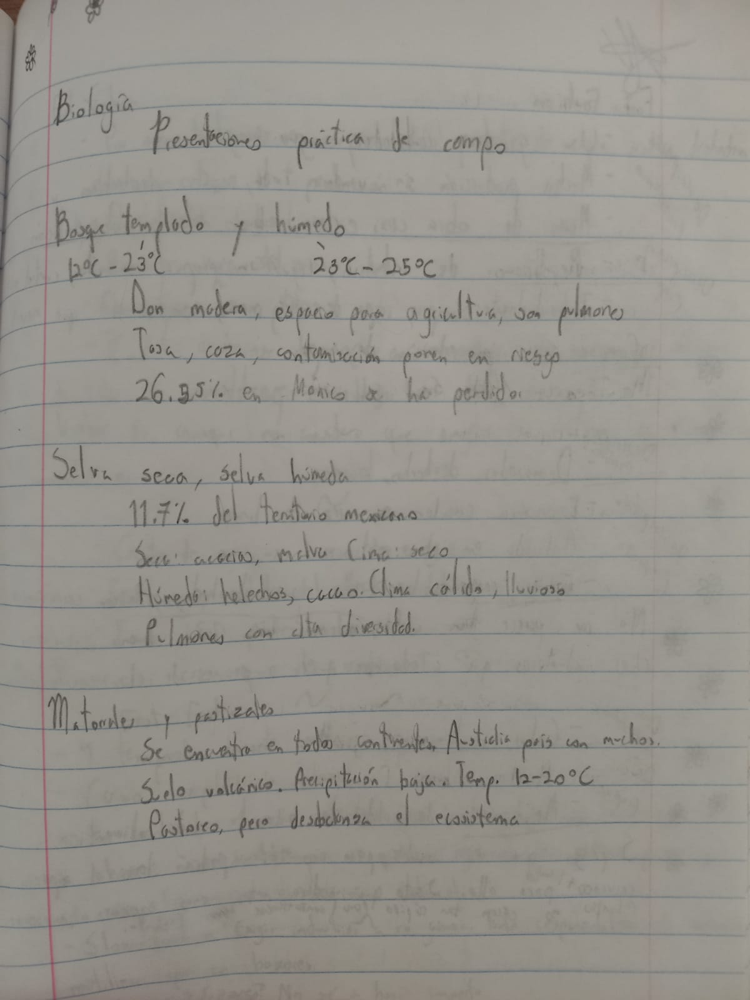 Biología
Presentaciones práctica de campo
Bosque templado y húmedo
12°C - 23°C 23°C - 25°C
Dan madera, espacio para agricultura, son pulmones
Tasa, caza, contaminación ponen en riesgo
26. % en México se ha perdido.
Selva seca, selva húmeda
11.7% del territorio mexicano
Seca: acacias, malva Clima: seco
Húmeda: helechos, cacao. Clima cálido, lluvioso
Pulmones con alta diversidad.
Matorrales y pastizales
Se encuentra en todos continentes. Australia país con muchos.
Suelo volcánico. Precipitación baja. Temp. 12-20°C
Pastoreo, pero desbalanza el ecosistema